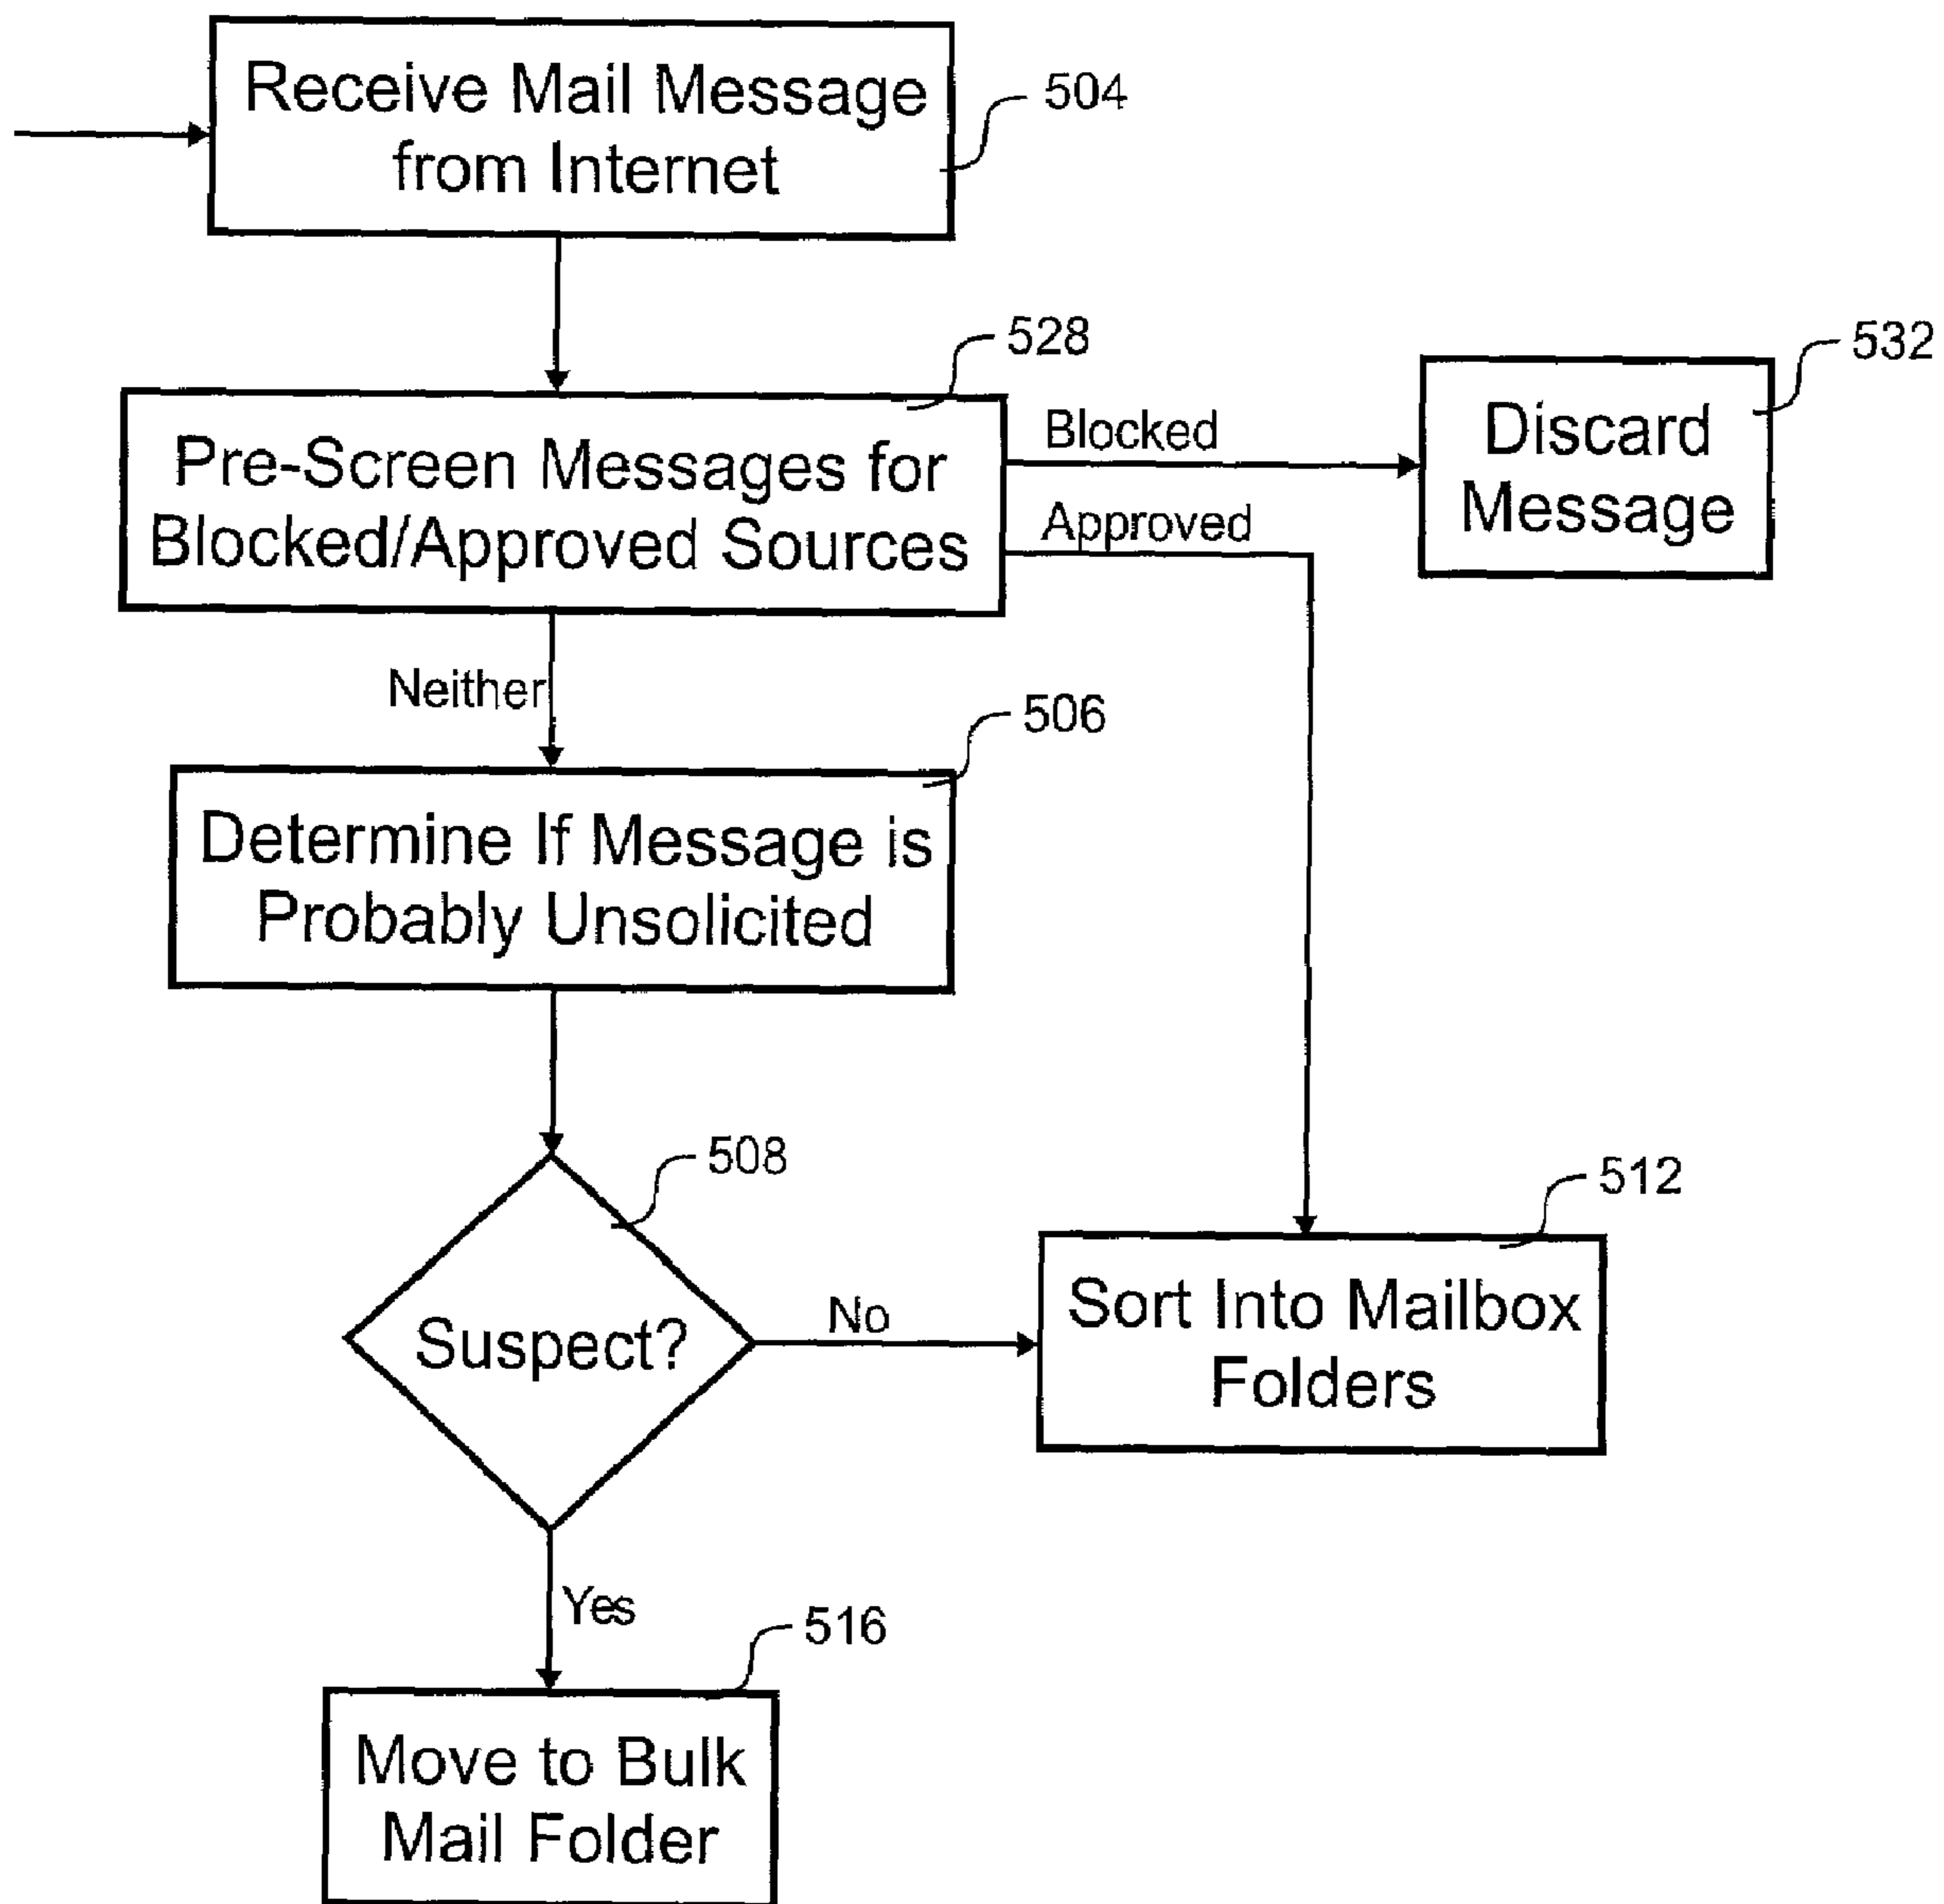 Receive Mail Message
from Internet
504
528
Pre-Screen Messages for
Blocked/Approved Sources
Blocked
Approved
532
Discard
Message
Neither
506
Determine If Message is
Probably Unsolicited
508
Suspect?
No
512
Sort Into Mailbox
Folders
Yes
516
Move to Bulk
Mail Folder